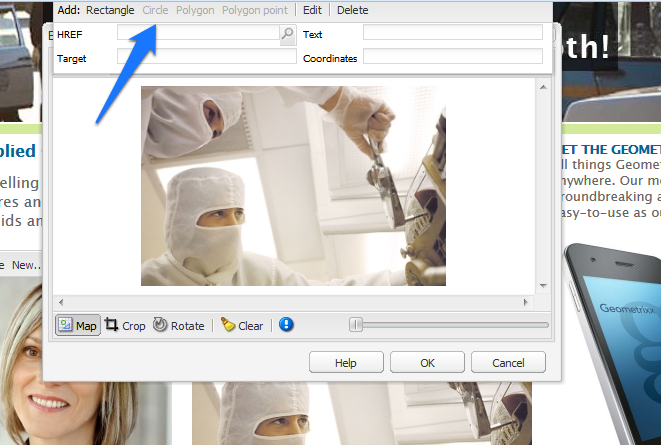 Add: Rectangle Circle Polygon Polygon point Edit Delete
HREF Text
Target Coordinates
oth!
plied
ET THE GEOMET
elling
ll things Geomet
res an
nywhere. Our m
ids an
roundbreaking a
asy-to-use as ou
e New...
Geometrixx
Map Crop Rotate Clear
Help OK Cancel